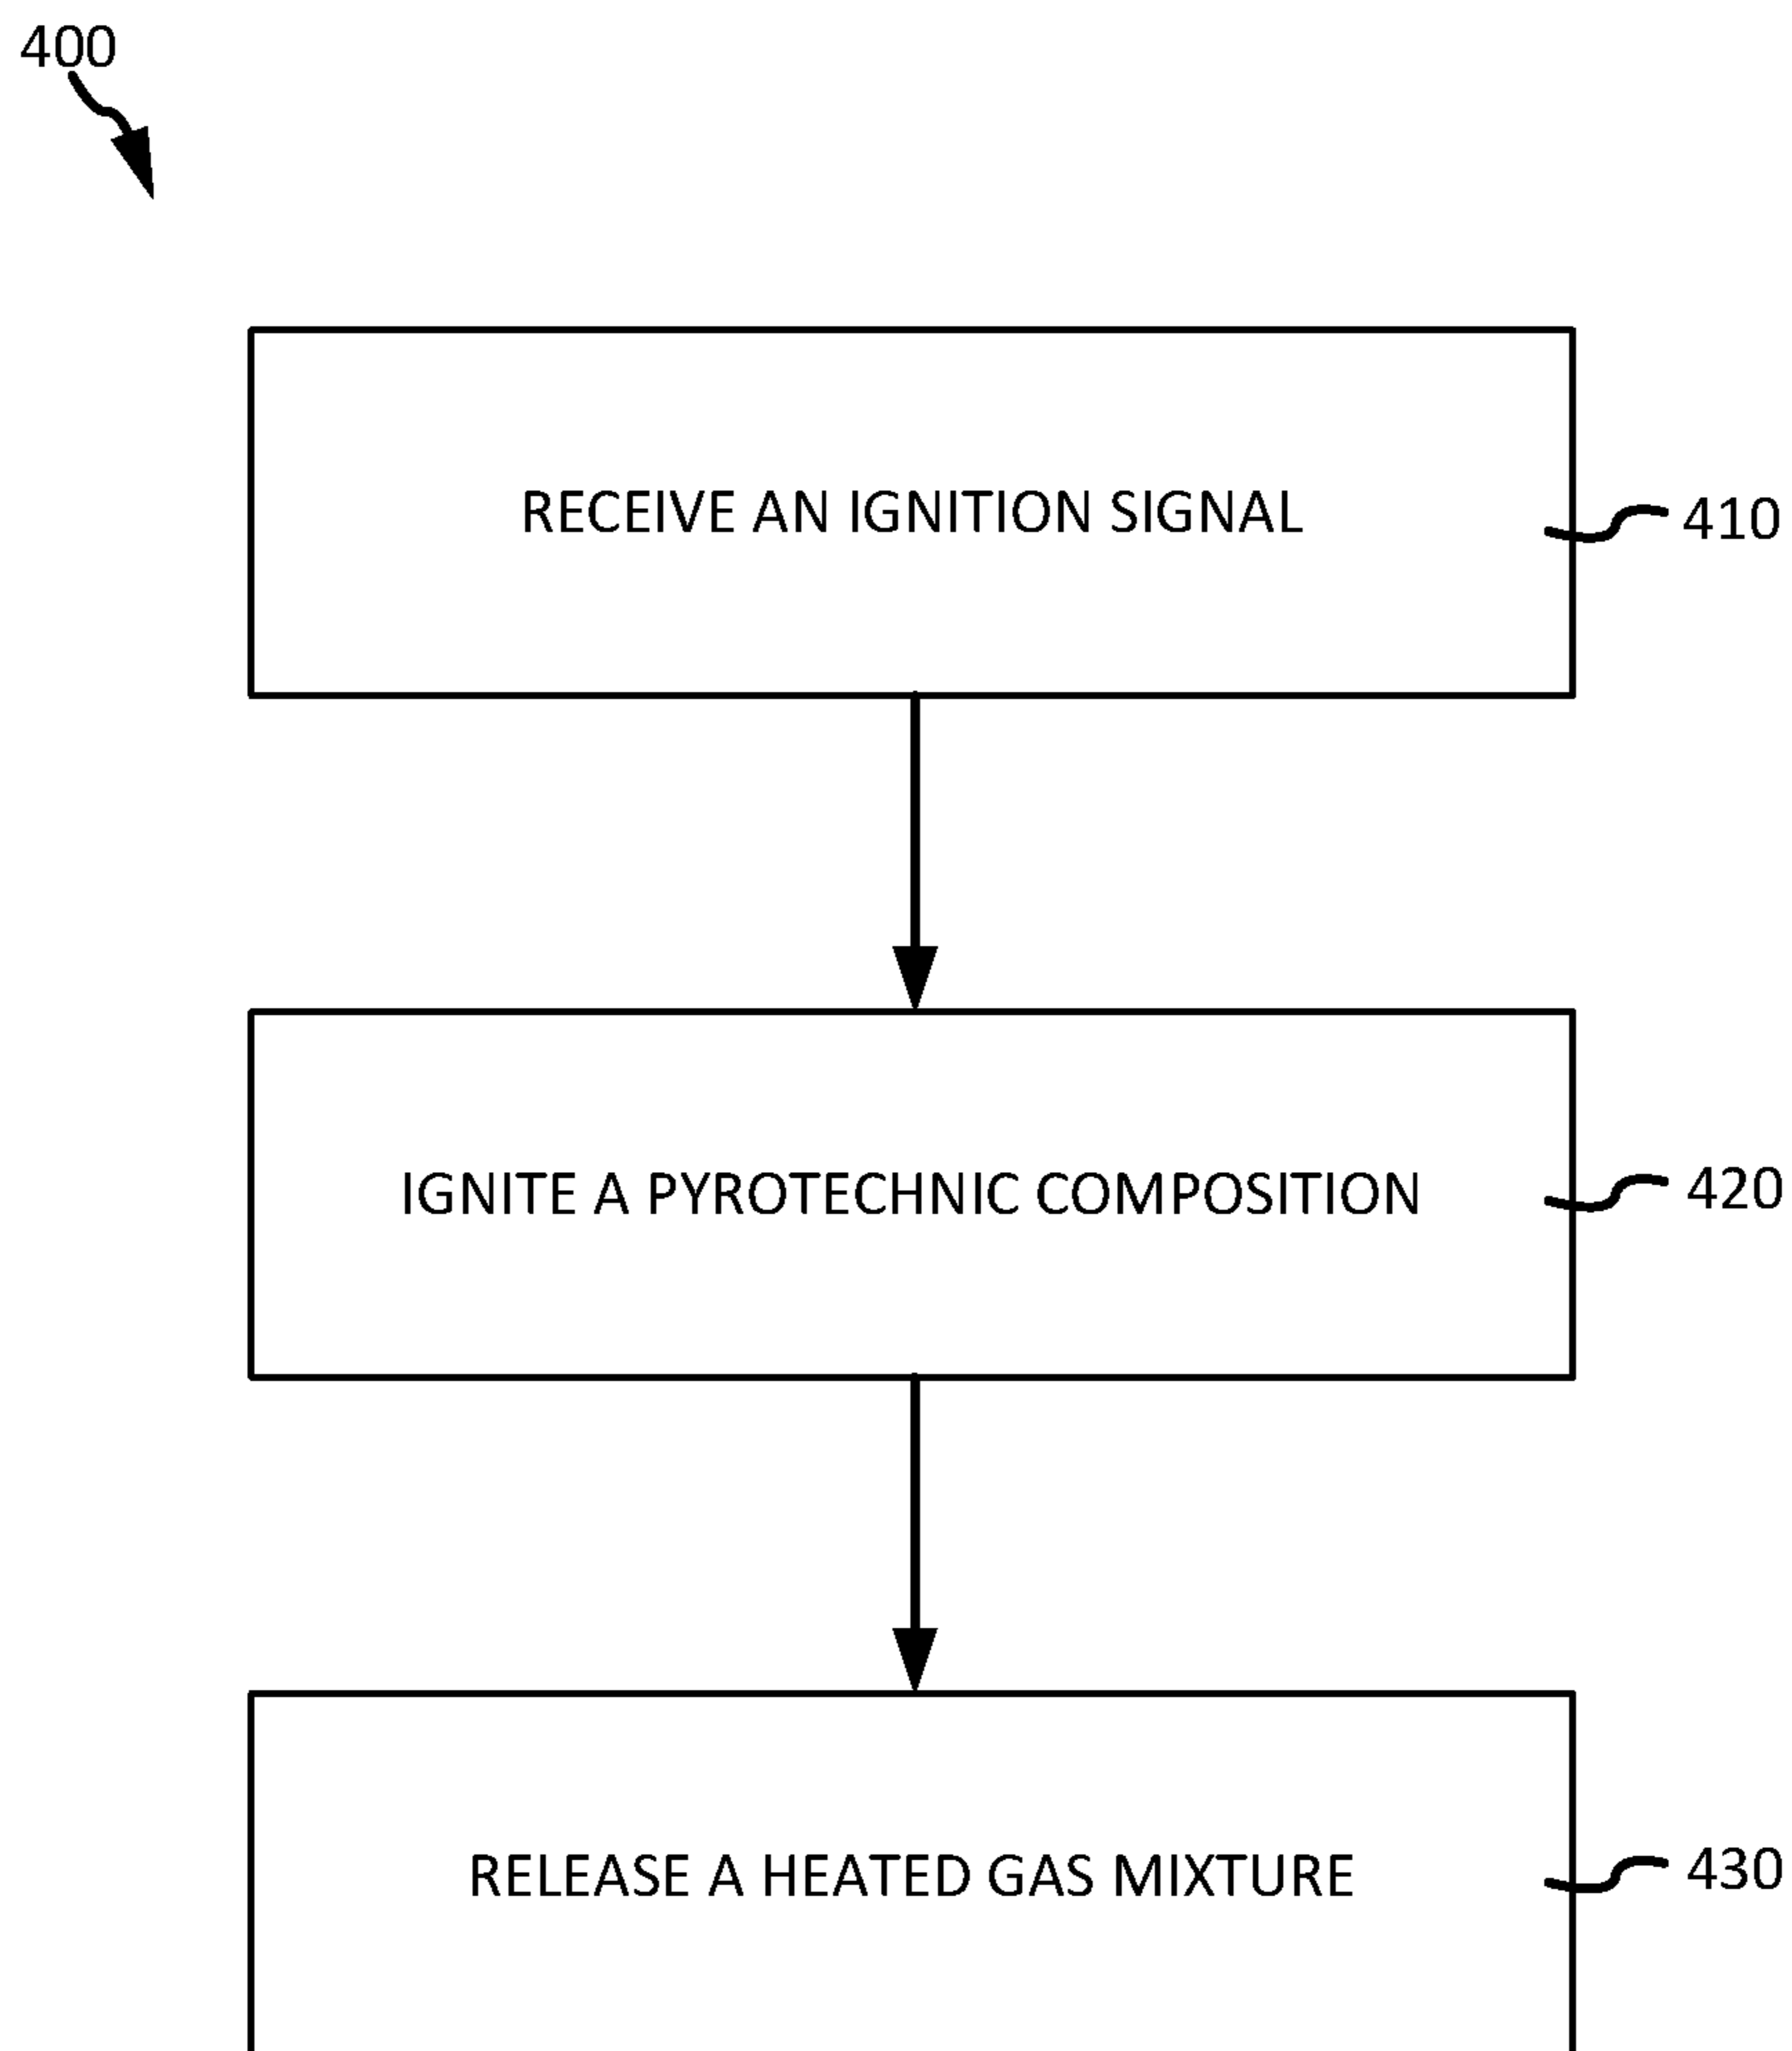 400
RECEIVE AN IGNITION SIGNAL
410
IGNITE A PYROTECHNIC COMPOSITION
420
RELEASE A HEATED GAS MIXTURE
430